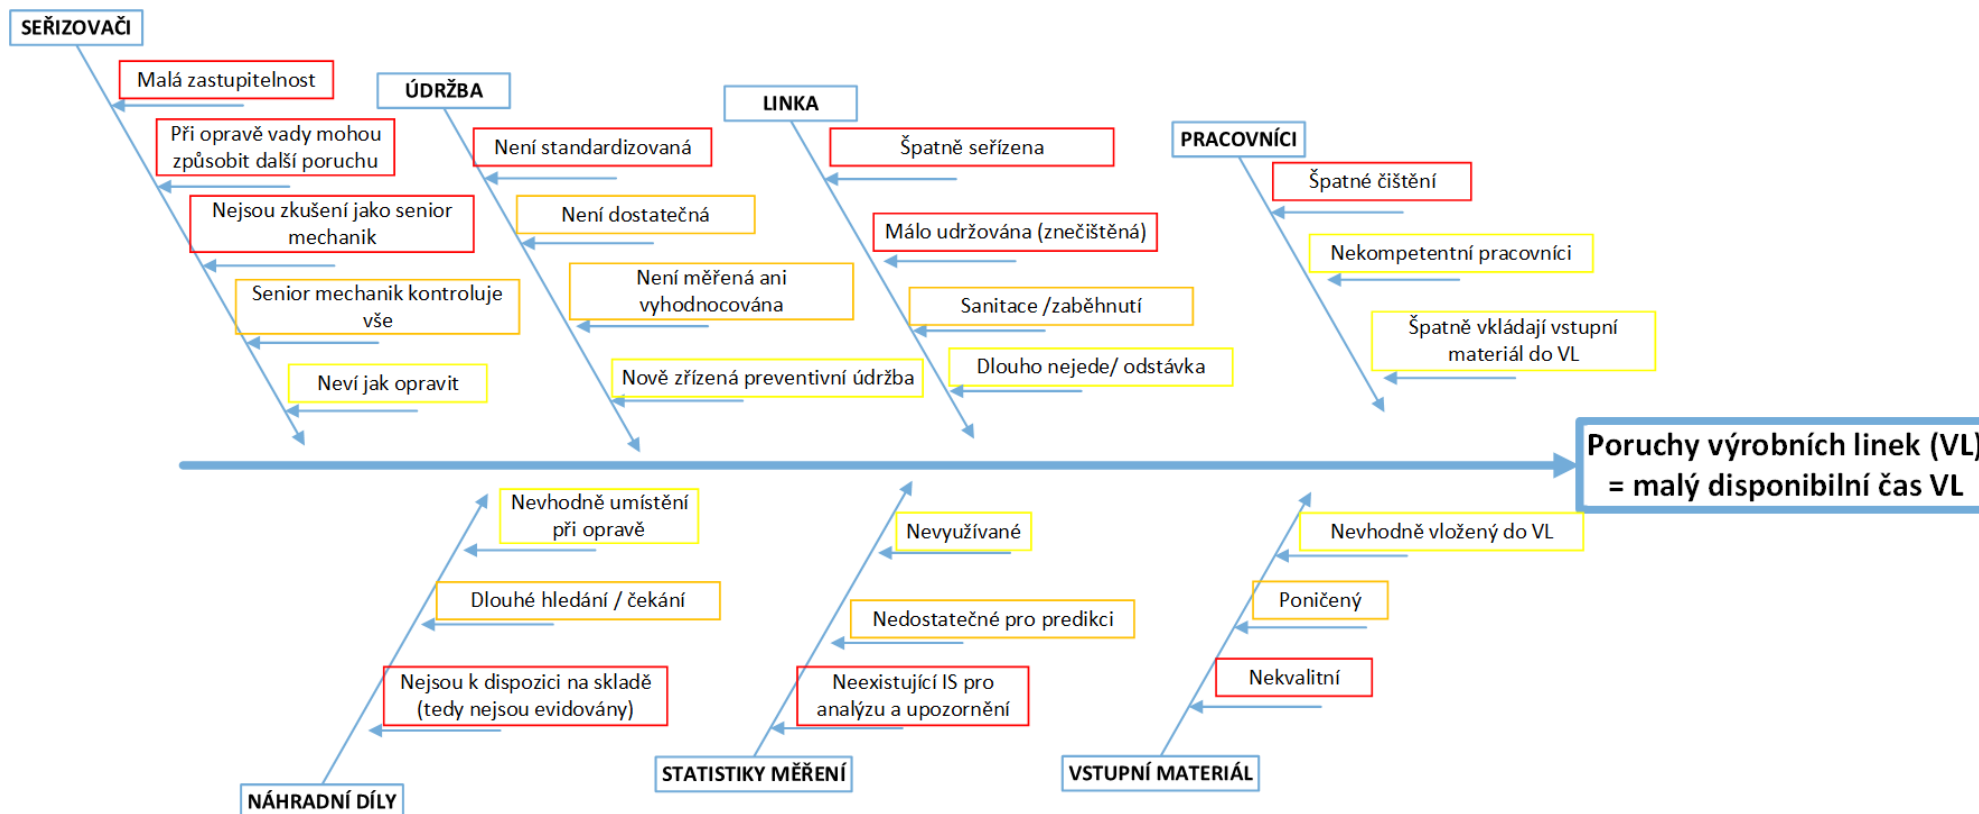 SEŘIZOVAČI
Malá zastupitelnost
Při opravě vady mohou
způsobit další poruchu
Nejsou zkušení jako senior
mechanik
Senior mechanik kontroluje
vše
Neví jak opravit
ÚDRŽBA
Není standardizovaná
Není dostatečná
Není měřená ani
vyhodnocována
Nově zřízená preventivní údržba
LINKA
Špatně seřízena
Málo udržována (znečištěná)
Sanitace /zaběhnutí
Dlouho nejede/ odstávka
PRACOVNÍCI
Špatné čištění
Nekompetentní pracovníci
Špatně vkládají vstupní
materiál do VL
Poruchy výrobních linek (VL)
= malý disponibilní čas VL
Nevhodně umístění
při opravě
Dlouhé hledání / čekání
Nejsou k dispozici na skladě
(tedy nejsou evidovány)
NÁHRADNÍ DÍLY
Nevyužívané
Nedostatečné pro predikci
Neexistující IS pro
analýzu a upozornění
STATISTIKY MĚŘENÍ
Nevhodně vložený do VL
Poničený
Nekvalitní
VSTUPNÍ MATERIÁL